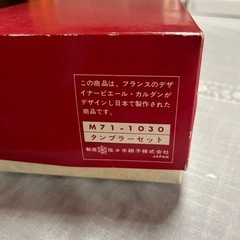 この商品は、フランスのデザ
イナーピエール・カルダンが
デザインし日本で製作された
商品です。
M71-1030
タンブラーセット
製造 佐々木硝子株式会社
JAPAN